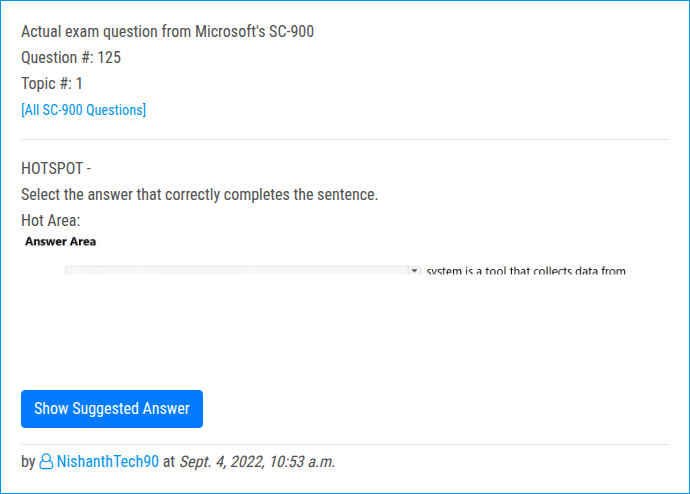 Actual exam question from Microsoft's SC-900
Question #: 125
Topic #: 1
[All SC-900 Questions]
HOTSPOT -
Select the answer that correctly completes the sentence.
Hot Area:
Answer Area
system is a tool that collects data from
Show Suggested Answer
by NishanthTech90 at Sept. 4, 2022, 10:53 a.m.